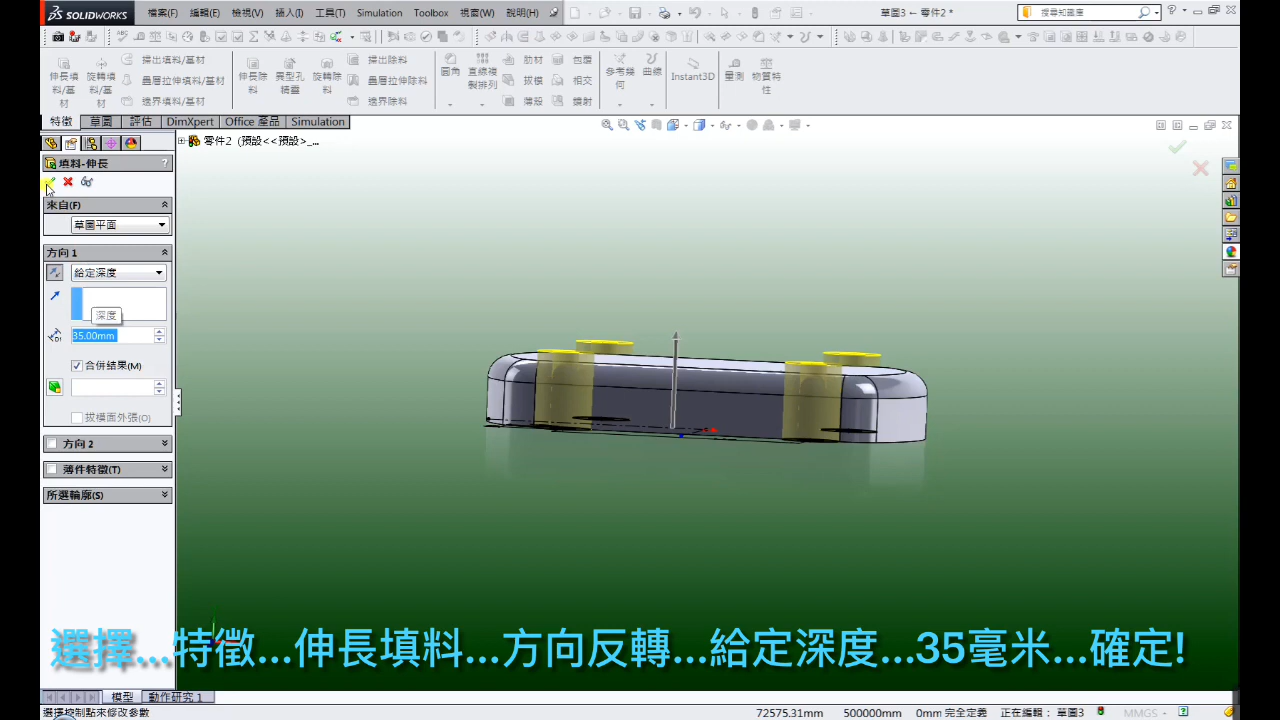 SOLIDWORKS
檔案(F) 編輯(E) 檢視(V) 插入(I) 工具(T) Simulation Toolbox 視窗(W) 說明(H)
草圖3 ← 零件2 *
搜尋知識庫
伸長填料/基材
旋轉填料/基材
掃出填料/基材
疊層拉伸填料/基材
邊界填料/基材
伸長除料
異型孔精靈
旋轉除料
掃出除料
疊層拉伸除料
邊界除料
圓角
直線複製排列
肋材
拔模
薄殼
包覆
相交
鏡射
參考幾何
曲線
Instant3D
量測
物質特性
特徵 草圖 評估 DimXpert Office 產品 Simulation
零件2 (預設<<預設>_...
填料-伸長 ?
來自(F)
草圖平面
方向1
給定深度
深度
35.00mm
合併結果(M)
拔模面外張(O)
方向2
薄件特徵(T)
所選輪廓(S)
選擇...特徵...伸長填料...方向反轉...給定深度...35毫米...確定!
模型 動作研究 1
選擇控制點來修改參數
72575.31mm 500000mm 0mm 完全定義 正在編輯: 草圖3 MMGS